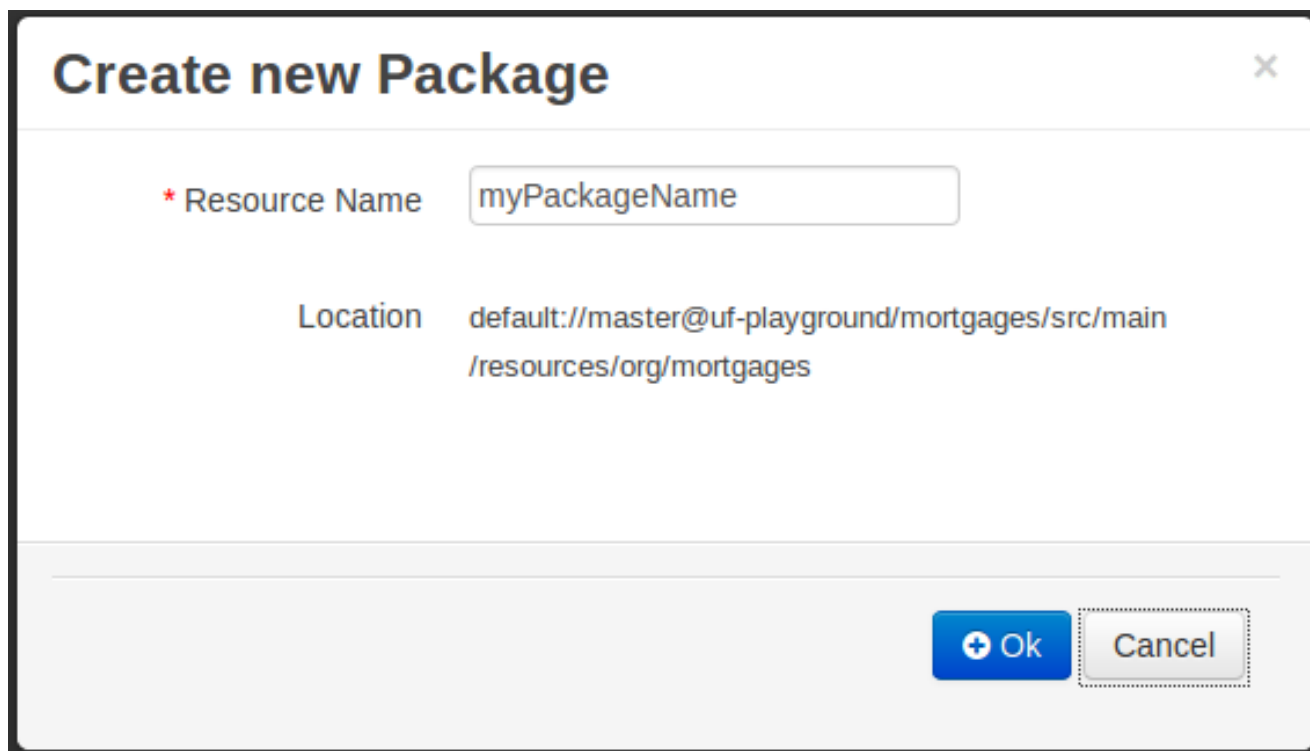 Create new Package ×
* Resource Name myPackageName
Location default://master@uf-playground/mortgages/src/main
/resources/org/mortgages
Ok Cancel